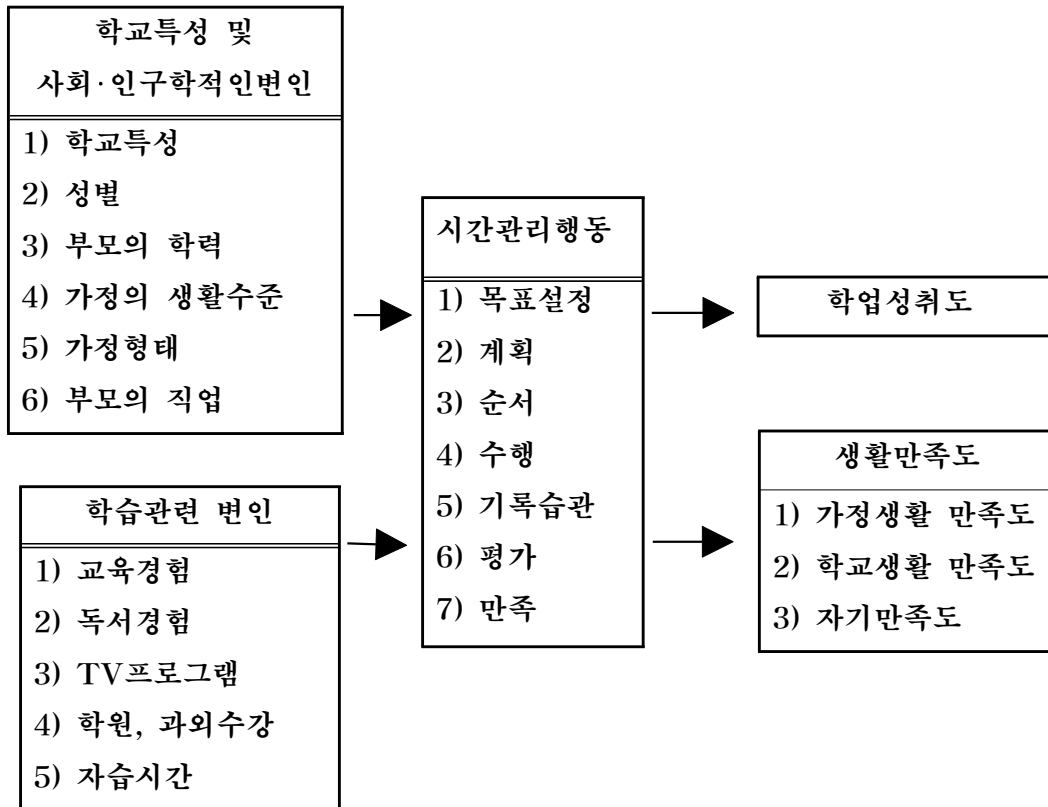 학교특성 및
사회·인구학적인변인
1) 학교특성
2) 성별
3) 부모의 학력
4) 가정의 생활수준
5) 가정형태
6) 부모의 직업
학습관련 변인
1) 교육경험
2) 독서경험
3) TV프로그램
4) 학원, 과외수강
5) 자습시간
시간관리행동
1) 목표설정
2) 계획
3) 순서
4) 수행
5) 기록습관
6) 평가
7) 만족
학업성취도
생활만족도
1) 가정생활 만족도
2) 학교생활 만족도
3) 자기만족도